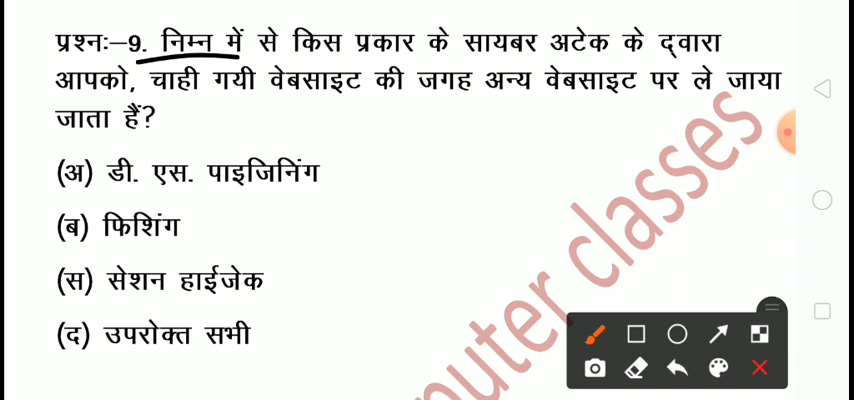 प्रश्नः–9. निम्न में से किस प्रकार के सायबर अटेक के द्वारा
आपको, चाही गयी वेबसाइट की जगह अन्य वेबसाइट पर ले जाया
जाता हैं?
(अ) डी. एस. पाइजिनिंग
(ब) फिशिंग
(स) सेशन हाईजेक
(द) उपरोक्त सभी
puter classes